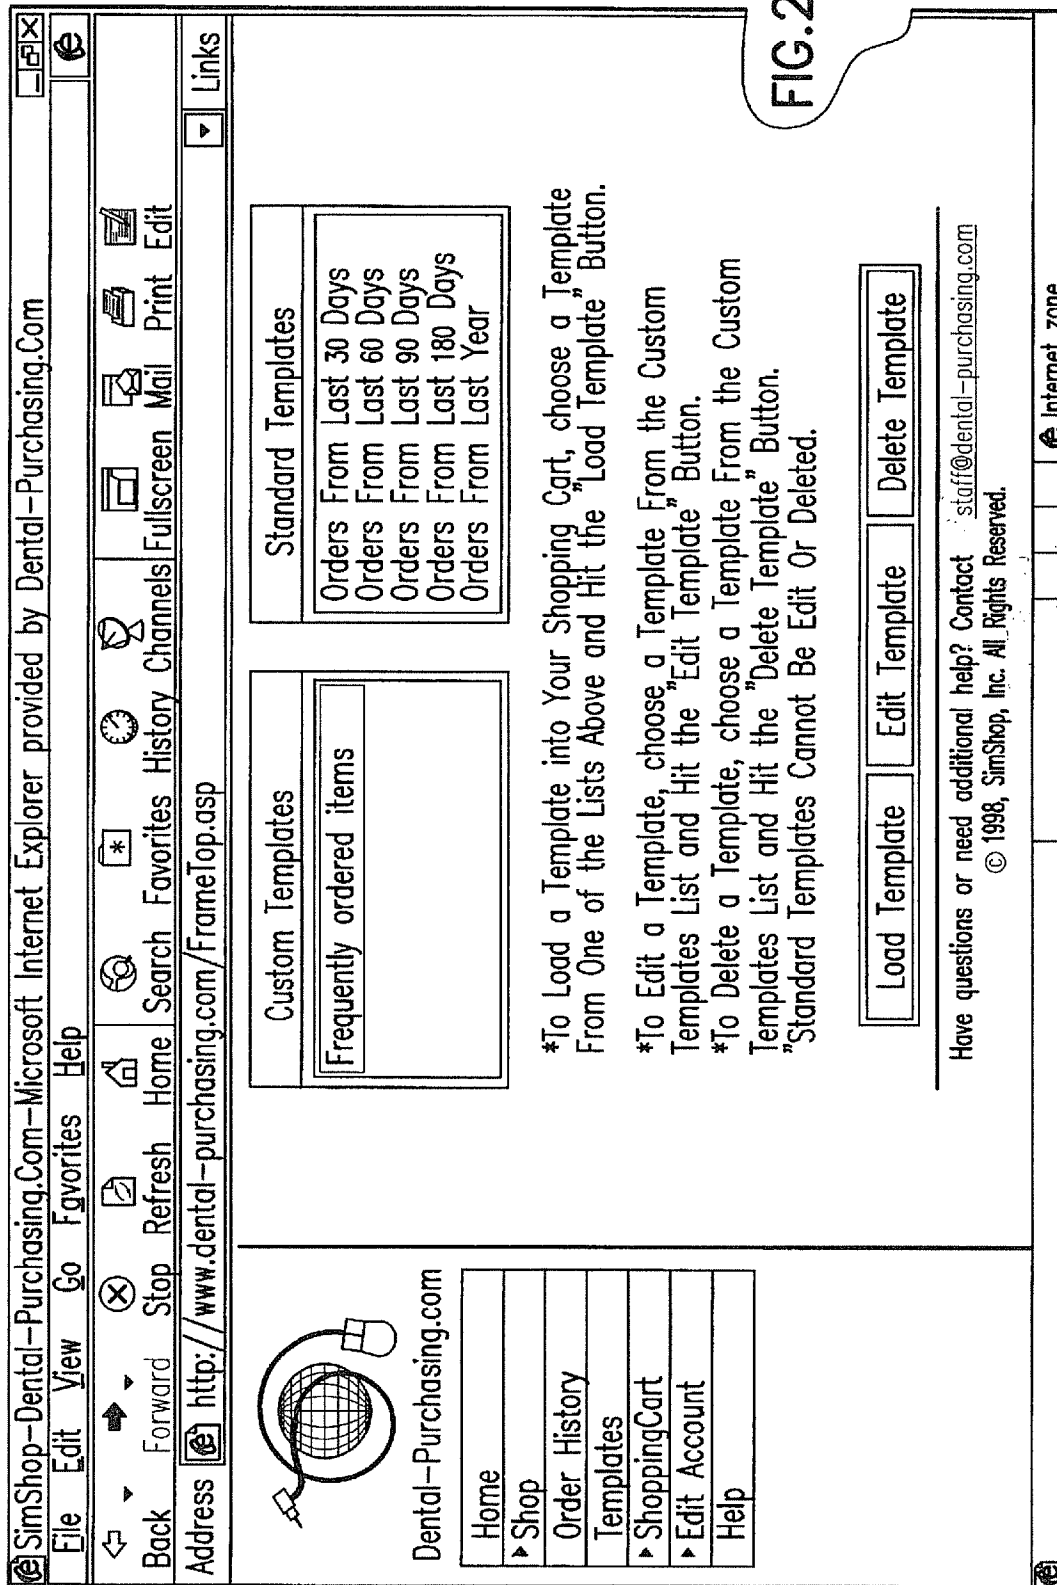 SimShop-Dental-Purchasing.Com-Microsoft Internet Explorer provided by Dental-Purchasing.Com
File Edit View Go Favorites Help
Back Forward Stop Refresh Home Search Favorites History Channels Fullscreen Mail Print Edit
Address http://www.dental-purchasing.com/FrameTop.asp Links
Dental-Purchasing.com
Home
Shop
Order History
Templates
ShoppingCart
Edit Account
Help
Custom Templates
Frequently ordered items
Standard Templates
Orders From Last 30 Days
Orders From Last 60 Days
Orders From Last 90 Days
Orders From Last 180 Days
Orders From Last Year
*To Load a Template into Your Shopping Cart, choose a Template
From One of the Lists Above and Hit the "Load Template" Button.
*To Edit a Template, choose a Template From the Custom
Templates List and Hit the "Edit Template" Button.
*To Delete a Template, choose a Template From the Custom
Templates List and Hit the "Delete Template" Button.
"Standard Templates Cannot Be Edit Or Deleted.
Load Template Edit Template Delete Template
Have questions or need additional help? Contact staff@dental-purchasing.com
© 1998, SimShop, Inc. All Rights Reserved.
Internet zone
FIG.2